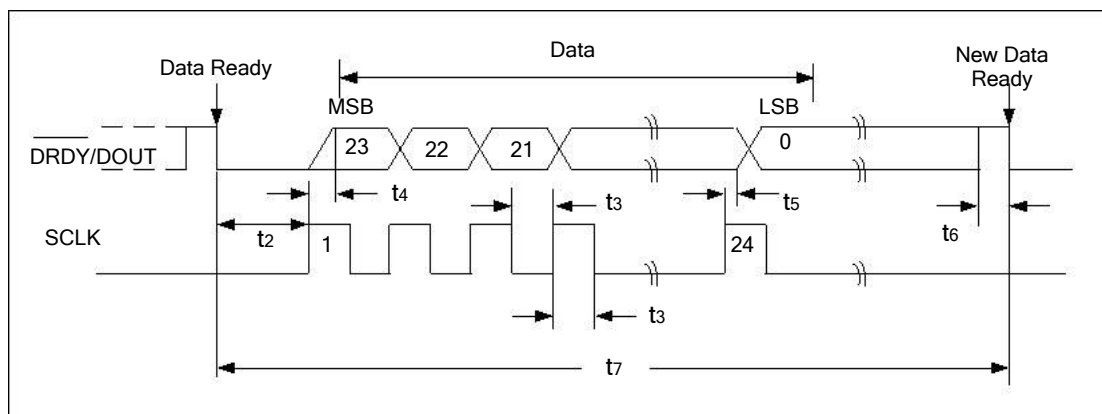 Data
New Data
Data Ready
Ready
MSB
LSB
DRDY/DOUT
23
22
21
0
t4
t3
t5
t2
t6
SCLK
1
24
t3
t7